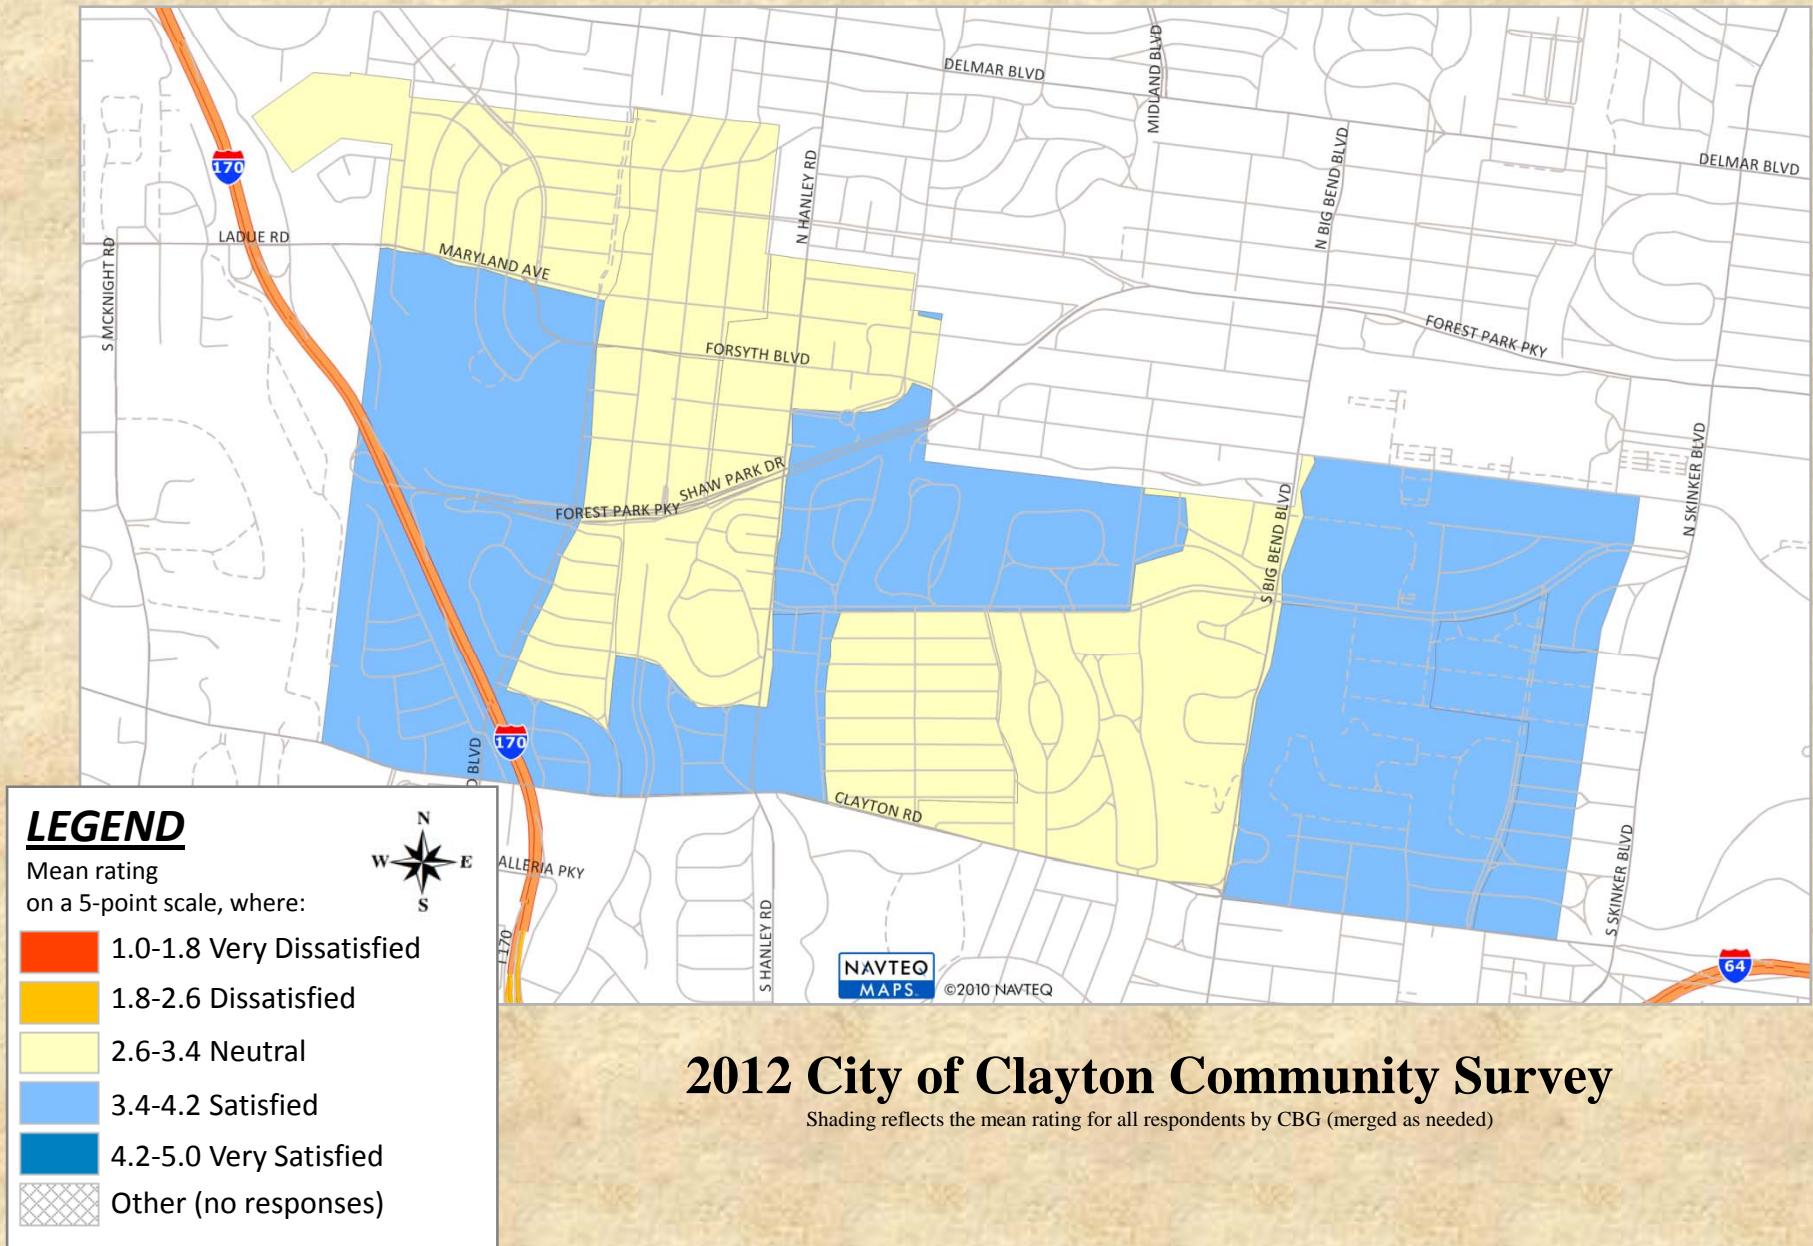 DELMAR BLVD
MIDLAND BLVD
N HANLEY RD
N BIG BEND BLVD
DELMAR BLVD
170
LADUE RD
S MCKNIGHT RD
MARYLAND AVE
FORSYTH BLVD
FOREST PARK PKY
SHAW PARK DR
FOREST PARK PKY
S BIG BEND BLVD
N SKINKER BLVD
170
D BLVD
CLAYTON RD
ALLERIA PKY
I 170
S HANLEY RD
S SKINKER BLVD
64
NAVTEQ
MAPS
©2010 NAVTEQ
LEGEND
N
W E
S
Mean rating
on a 5-point scale, where:
1.0-1.8 Very Dissatisfied
1.8-2.6 Dissatisfied
2.6-3.4 Neutral
3.4-4.2 Satisfied
4.2-5.0 Very Satisfied
Other (no responses)
2012 City of Clayton Community Survey
Shading reflects the mean rating for all respondents by CBG (merged as needed)